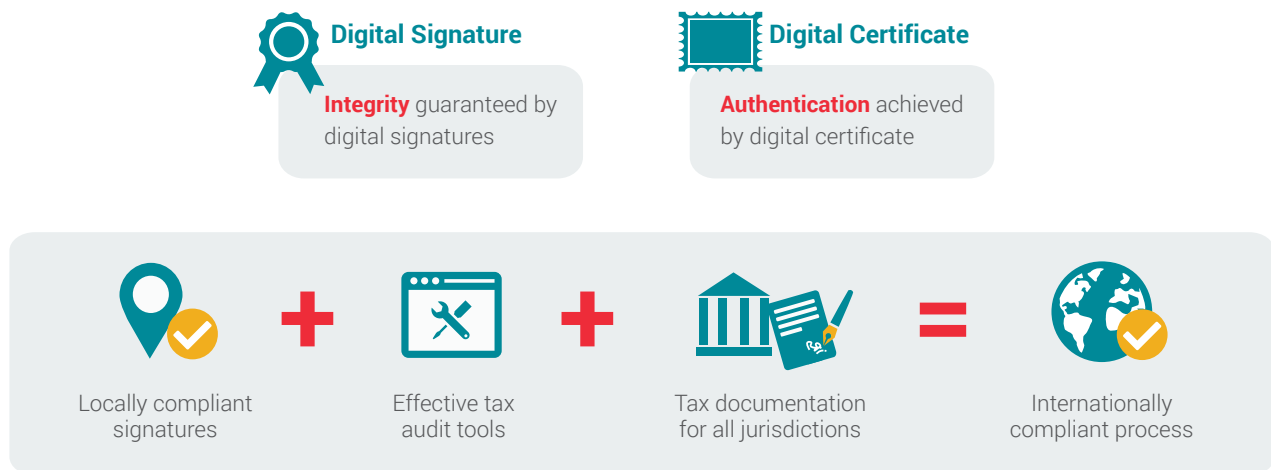 Digital Signature
Integrity guaranteed by
digital signatures
Digital Certificate
Authentication achieved
by digital certificate
Locally compliant
signatures
Effective tax
audit tools
Tax documentation
for all jurisdictions
Internationally
compliant process